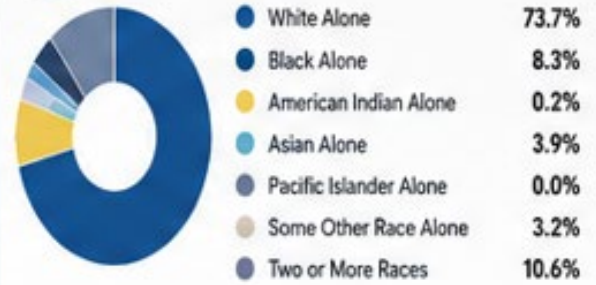 White Alone 73.7%
Black Alone 8.3%
American Indian Alone 0.2%
Asian Alone 3.9%
Pacific Islander Alone 0.0%
Some Other Race Alone 3.2%
Two or More Races 10.6%